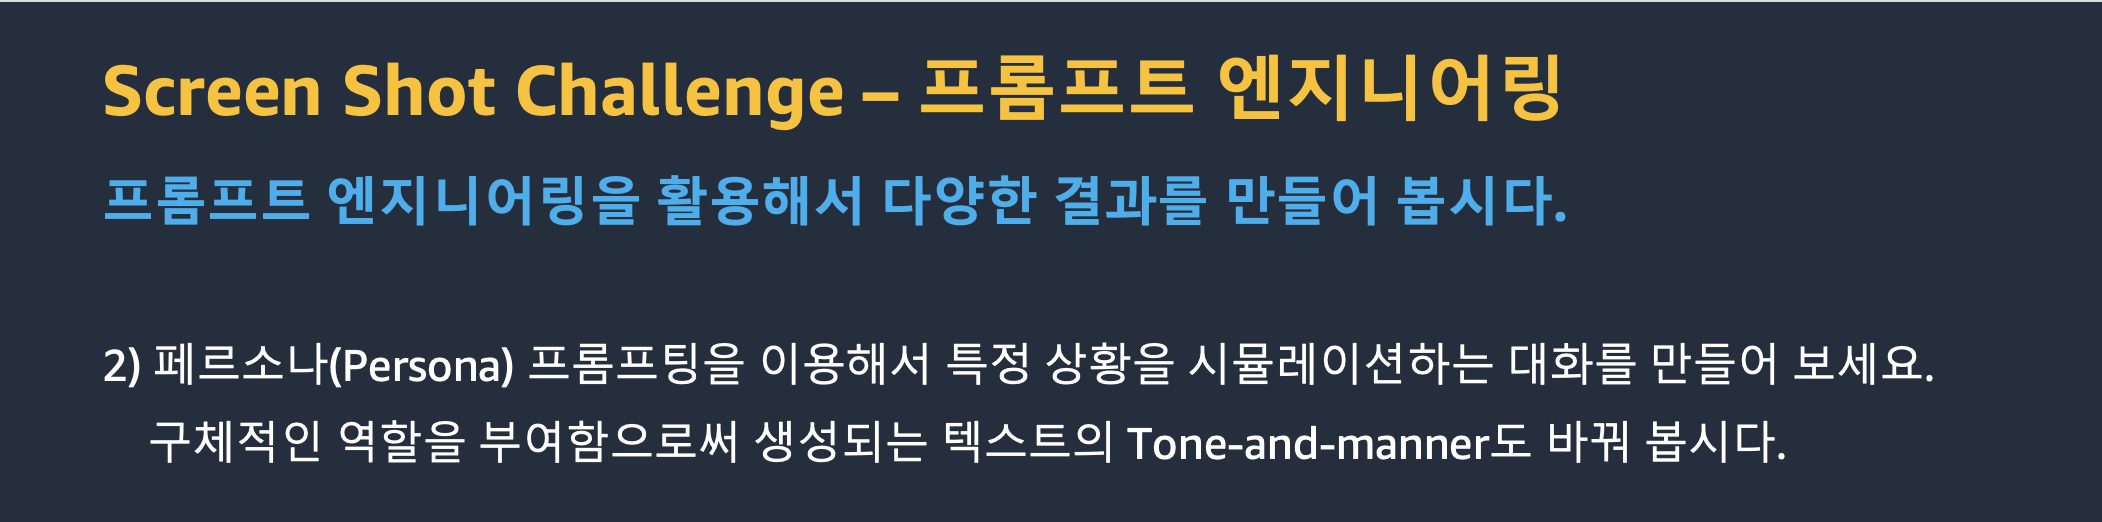 Screen Shot Challenge – 프롬프트 엔지니어링
프롬프트 엔지니어링을 활용해서 다양한 결과를 만들어 봅시다.
2) 페르소나(Persona) 프롬프팅을 이용해서 특정 상황을 시뮬레이션하는 대화를 만들어 보세요.
구체적인 역할을 부여함으로써 생성되는 텍스트의 Tone-and-manner도 바꿔 봅시다.